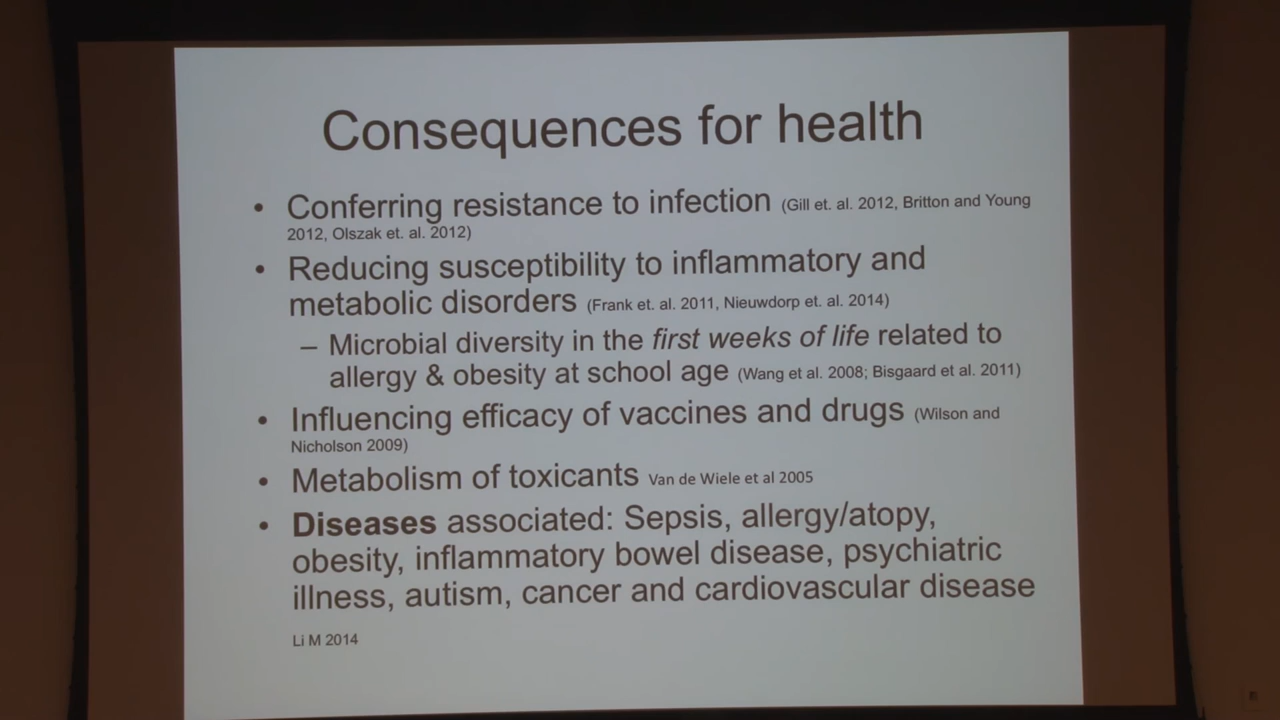 Consequences for health
• Conferring resistance to infection (Gill et. al. 2012, Britton and Young
2012, Olszak et. al. 2012)
• Reducing susceptibility to inflammatory and
metabolic disorders (Frank et. al. 2011, Nieuwdorp et. al. 2014)
– Microbial diversity in the first weeks of life related to
allergy & obesity at school age (Wang et al. 2008; Bisgaard et al. 2011)
• Influencing efficacy of vaccines and drugs (Wilson and
Nicholson 2009)
• Metabolism of toxicants Van de Wiele et al 2005
• Diseases associated: Sepsis, allergy/atopy,
obesity, inflammatory bowel disease, psychiatric
illness, autism, cancer and cardiovascular disease
Li M 2014